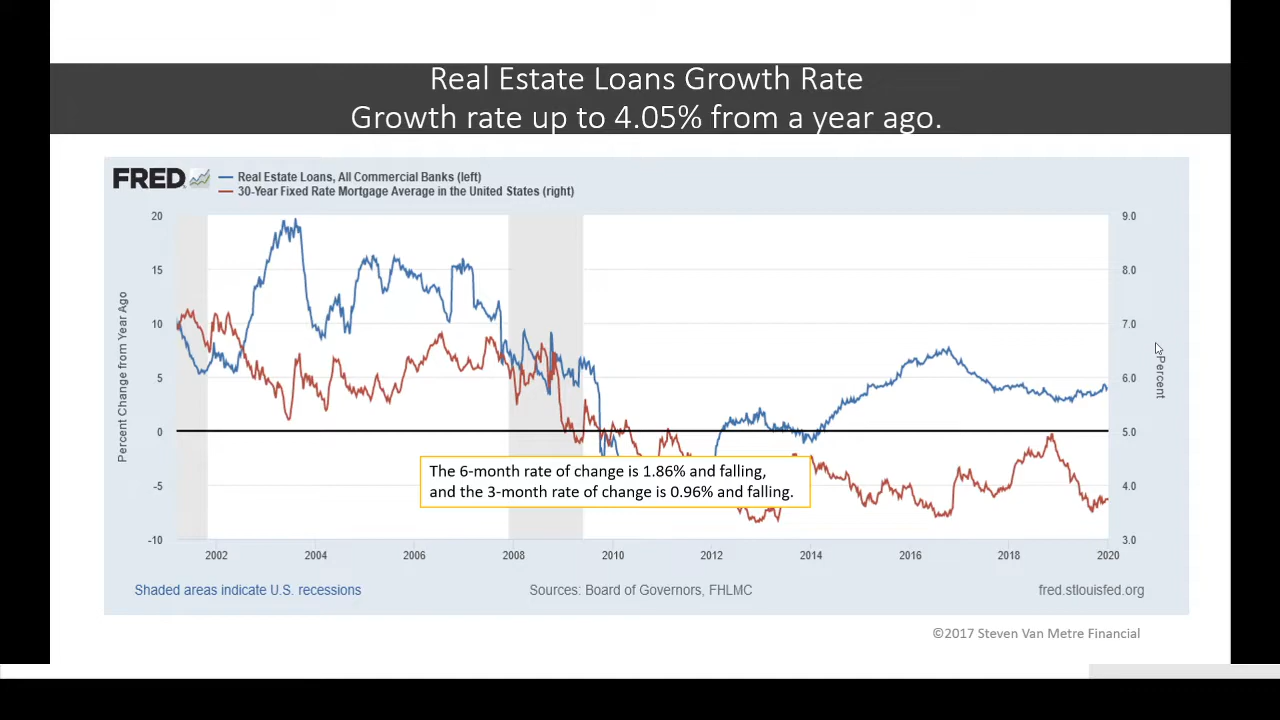 Real Estate Loans Growth Rate
Growth rate up to 4.05% from a year ago.
FRED
Real Estate Loans, All Commercial Banks (left)
30-Year Fixed Rate Mortgage Average in the United States (right)
Percent Change from Year Ago
20
15
10
5
0
-5
-10
9.0
8.0
7.0
6.0
5.0
4.0
3.0
Percent
The 6-month rate of change is 1.86% and falling,
and the 3-month rate of change is 0.96% and falling.
2002 2004 2006 2008 2010 2012 2014 2016 2018 2020
Shaded areas indicate U.S. recessions Sources: Board of Governors, FHLMC fred.stlouisfed.org
©2017 Steven Van Metre Financial